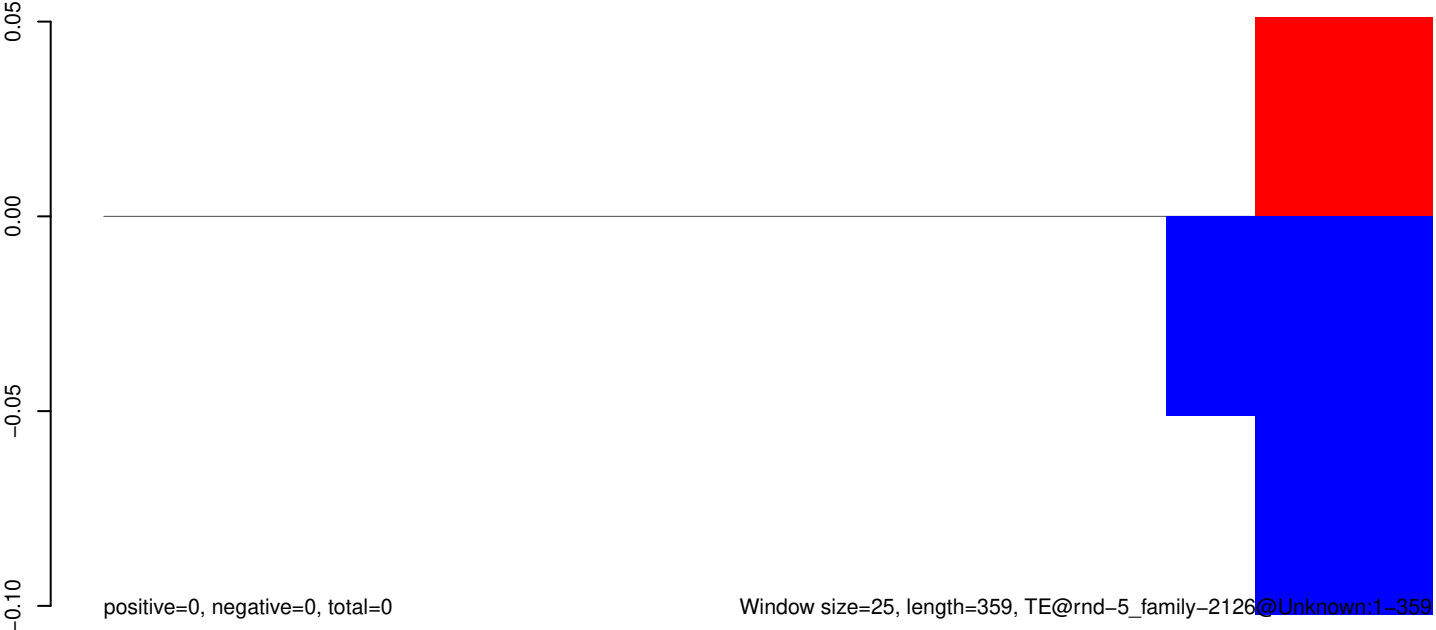 0.05
0.00
−0.05
−0.10
positive=0, negative=0, total=0
Window size=25, length=359, TE@rnd−5_family−2126@Unknown:1−359